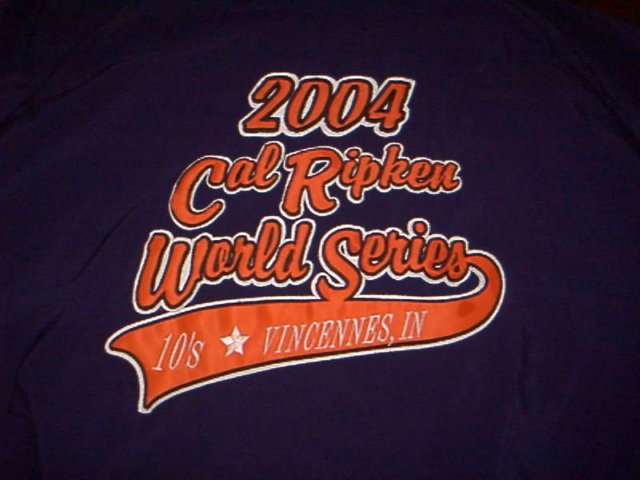 2004
Cal Ripken
World Series
10's ★ VINCENNES, IN